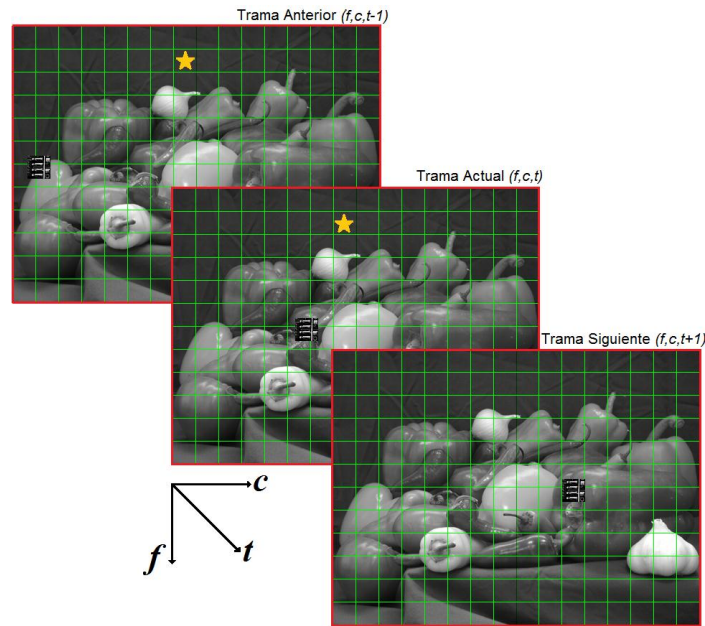 Trama Anterior (f,c,t-1)
Trama Actual (f,c,t)
Trama Siguiente (f,c,t+1)
c
f
t